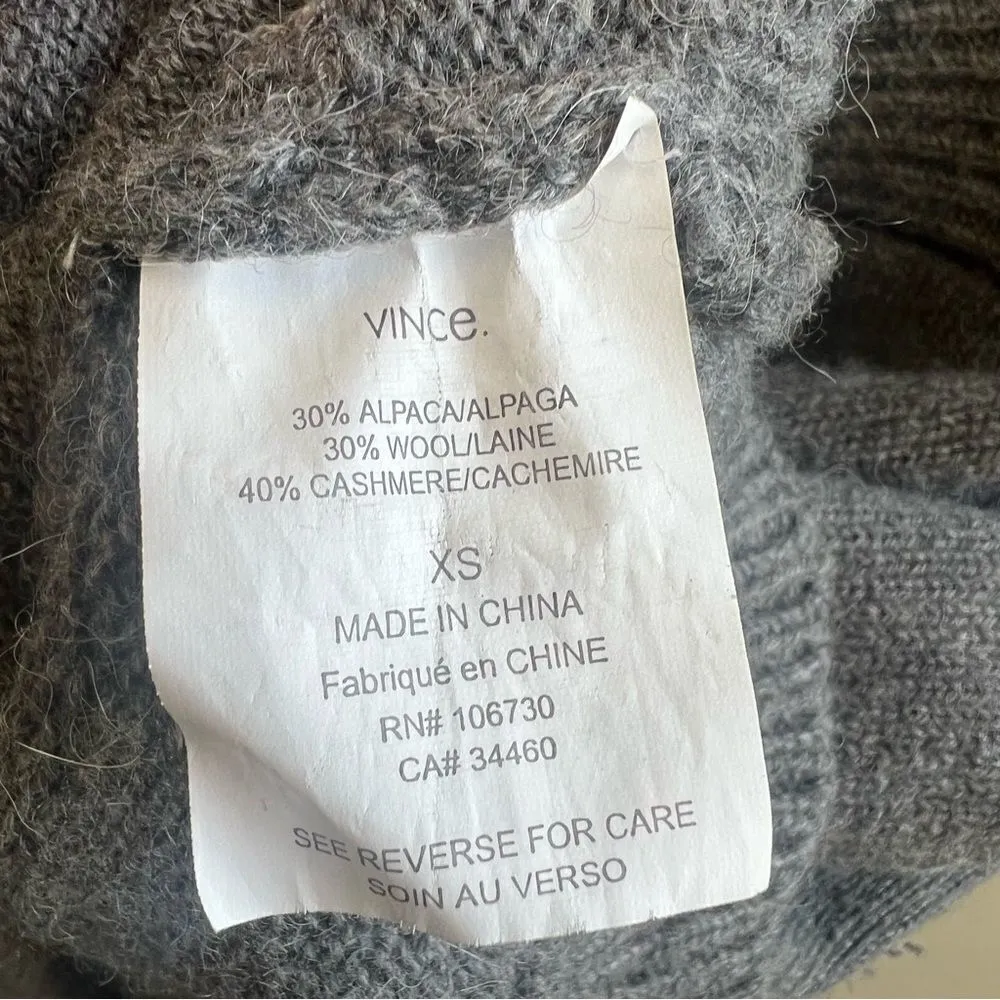 VINCe.
30% ALPACA/ALPAGA
30% WOOL/LAINE
40% CASHMERE/CACHEMIRE
XS
MADE IN CHINA
Fabriqué en CHINE
RN# 106730
CA# 34460
SEE REVERSE FOR CARE
SOIN AU VERSO